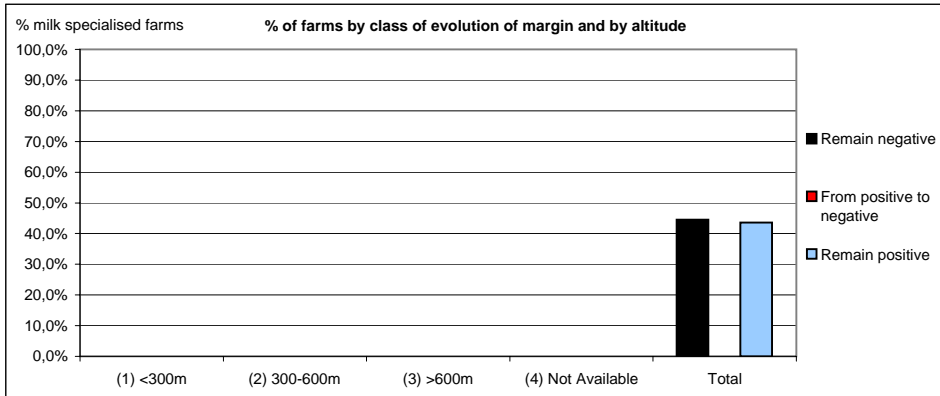 % milk specialised farms
% of farms by class of evolution of margin and by altitude
100,0%
90,0%
80,0%
70,0%
60,0%
50,0%
40,0%
30,0%
20,0%
10,0%
0,0%
(1) <300m
(2) 300-600m
(3) >600m
(4) Not Available
Total
Remain negative
From positive to
negative
Remain positive